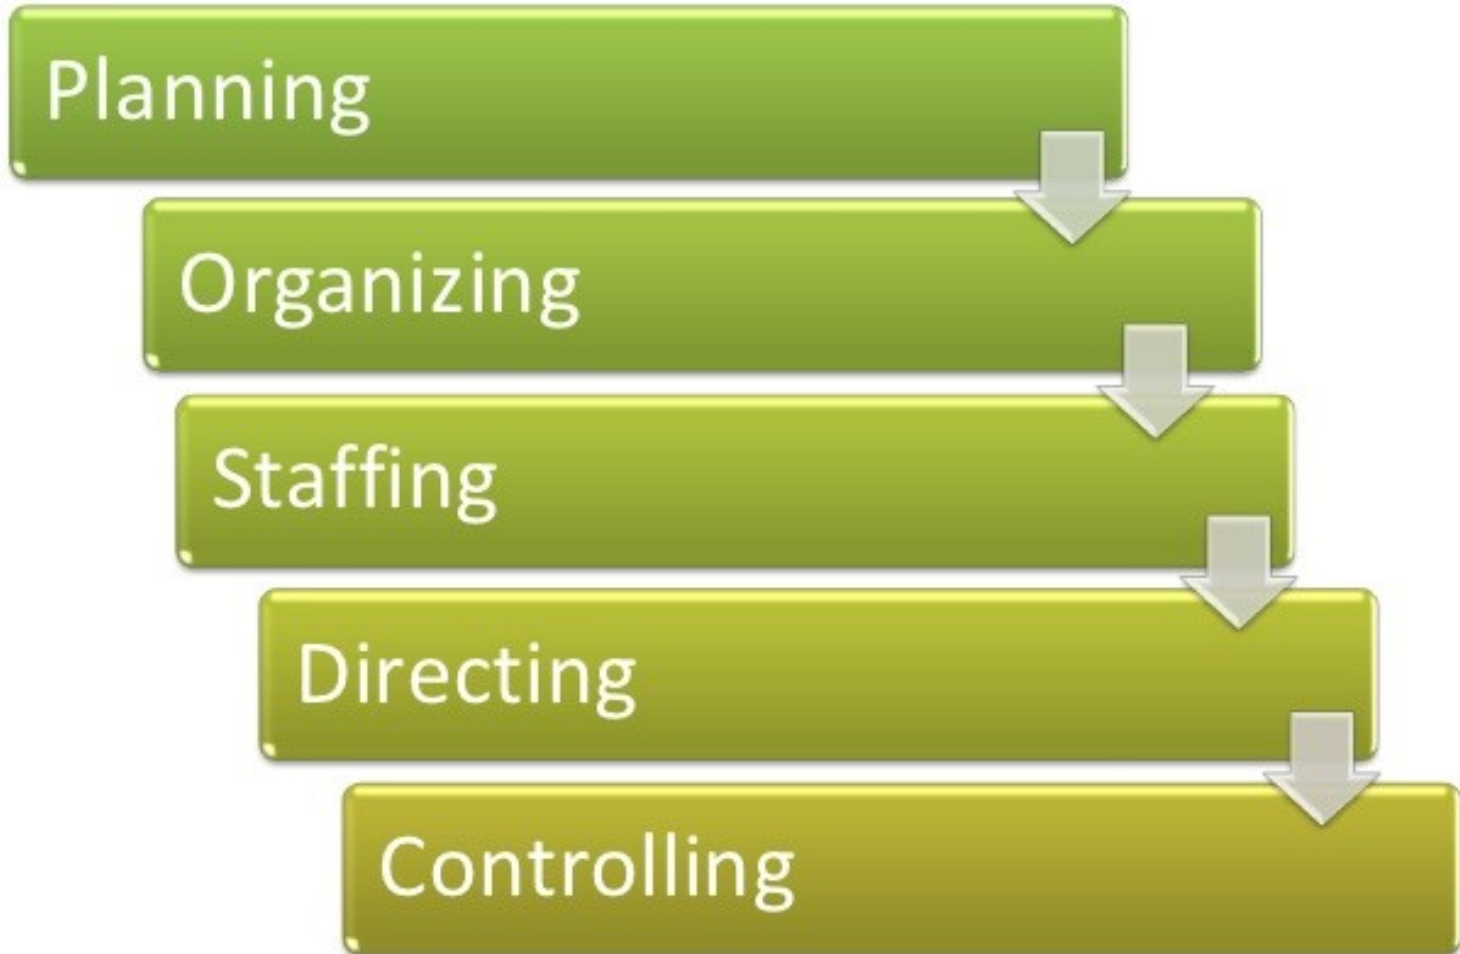 Planning
Organizing
Staffing
Directing
Controlling